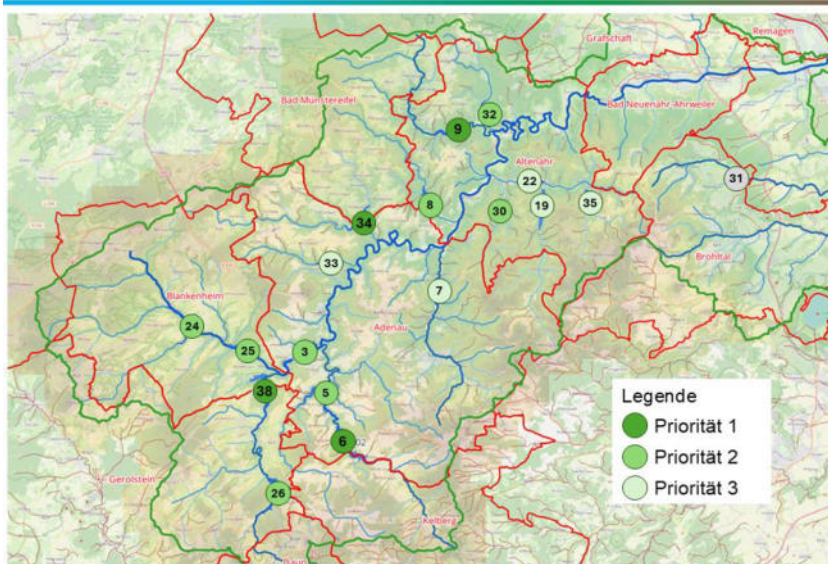 Remagen
Grafschaft
Bad Münstereifel
Bad Neuenahr-Ahrweiler
32
9
Altenahr
31
22
8
30
19
35
34
33
Brohltal
7
Blankenheim
24
Adenau
25
3
38
5
Legende
Priorität 1
6
Priorität 2
Gerolstein
26
Priorität 3
Kelberg
Daun